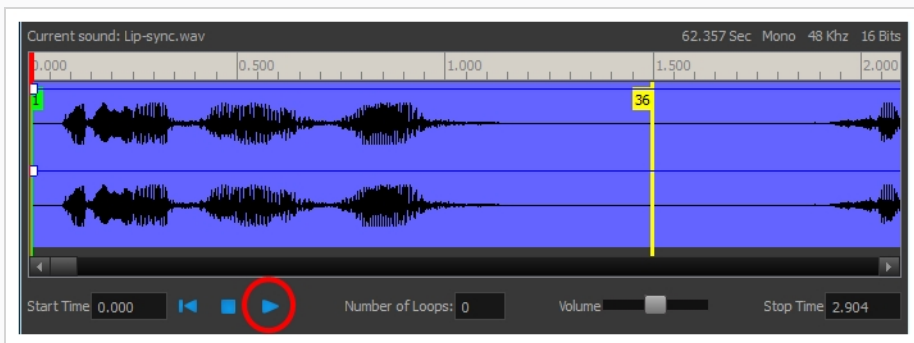 Current sound: Lip-sync.wav 62.357 Sec Mono 48 Khz 16 Bits
0.000 0.500 1.000 1.500 2.000
1 36
Start Time 0.000 Number of Loops: 0 Volume Stop Time 2.904